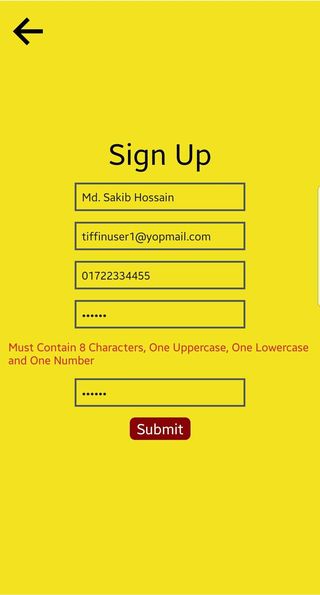 Sign Up
Md. Sakib Hossain
tiffinuser1@yopmail.com
01722334455
••••••
Must Contain 8 Characters, One Uppercase, One Lowercase
and One Number
••••••
Submit